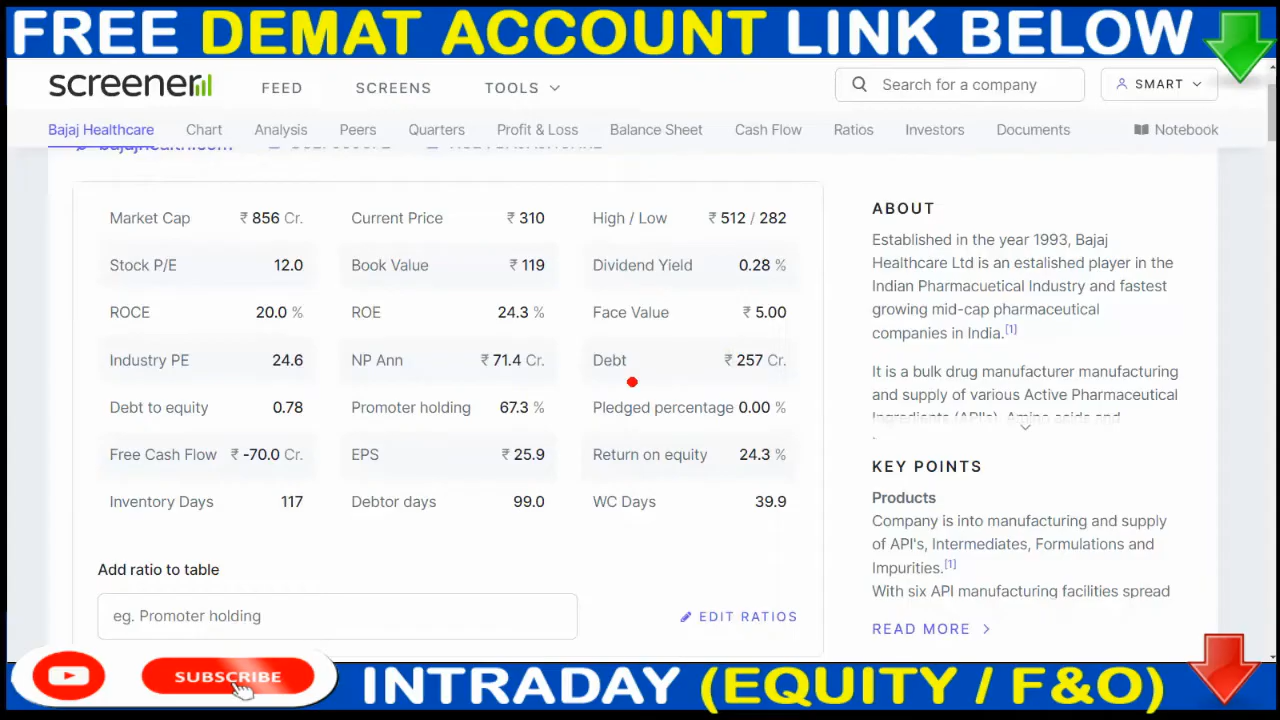 FREE DEMAT ACCOUNT LINK BELOW
screener
FEED
SCREENS
TOOLS
Search for a company
SMART
Bajaj Healthcare
Chart
Analysis
Peers
Quarters
Profit & Loss
Balance Sheet
Cash Flow
Ratios
Investors
Documents
Notebook
Market Cap ₹ 856 Cr.
Current Price ₹ 310
High / Low ₹ 512 / 282
Stock P/E 12.0
Book Value ₹ 119
Dividend Yield 0.28 %
ROCE 20.0 %
ROE 24.3 %
Face Value ₹ 5.00
Industry PE 24.6
NP Ann ₹ 71.4 Cr.
Debt ₹ 257 Cr.
Debt to equity 0.78
Promoter holding 67.3 %
Pledged percentage 0.00 %
Free Cash Flow ₹ -70.0 Cr.
EPS ₹ 25.9
Return on equity 24.3 %
Inventory Days 117
Debtor days 99.0
WC Days 39.9
Add ratio to table
eg. Promoter holding
EDIT RATIOS
ABOUT
Established in the year 1993, Bajaj
Healthcare Ltd is an estalished player in the
Indian Pharmacuetical Industry and fastest
growing mid-cap pharmaceutical
companies in India.[1]
It is a bulk drug manufacturer manufacturing
and supply of various Active Pharmaceutical
Ingredients (API's), Amino acids and
KEY POINTS
Products
Company is into manufacturing and supply
of API's, Intermediates, Formulations and
Impurities.[1]
With six API manufacturing facilities spread
READ MORE
SUBSCRIBE
INTRADAY (EQUITY / F&O)